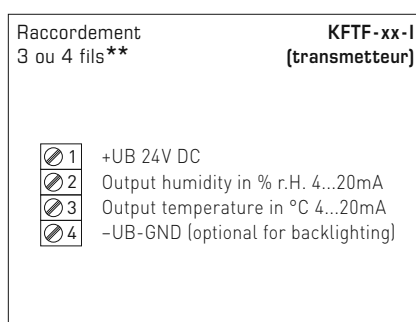 Raccordement
3 ou 4 fils**
KFTF-xx-I
(transmetteur)
1 +UB 24V DC
2 Output humidity in % r.H. 4...20mA
3 Output temperature in °C 4...20mA
4 –UB-GND (optional for backlighting)